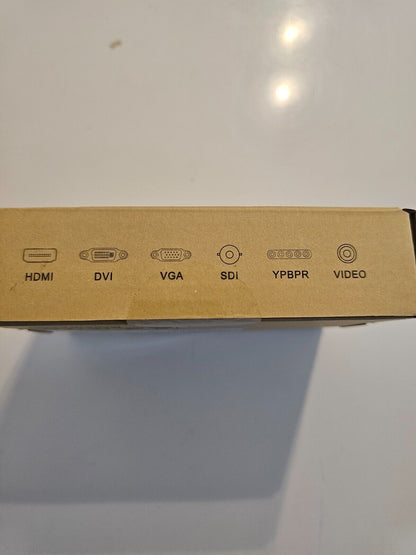 HDMI DVI VGA SDi YPBPR VIDEO